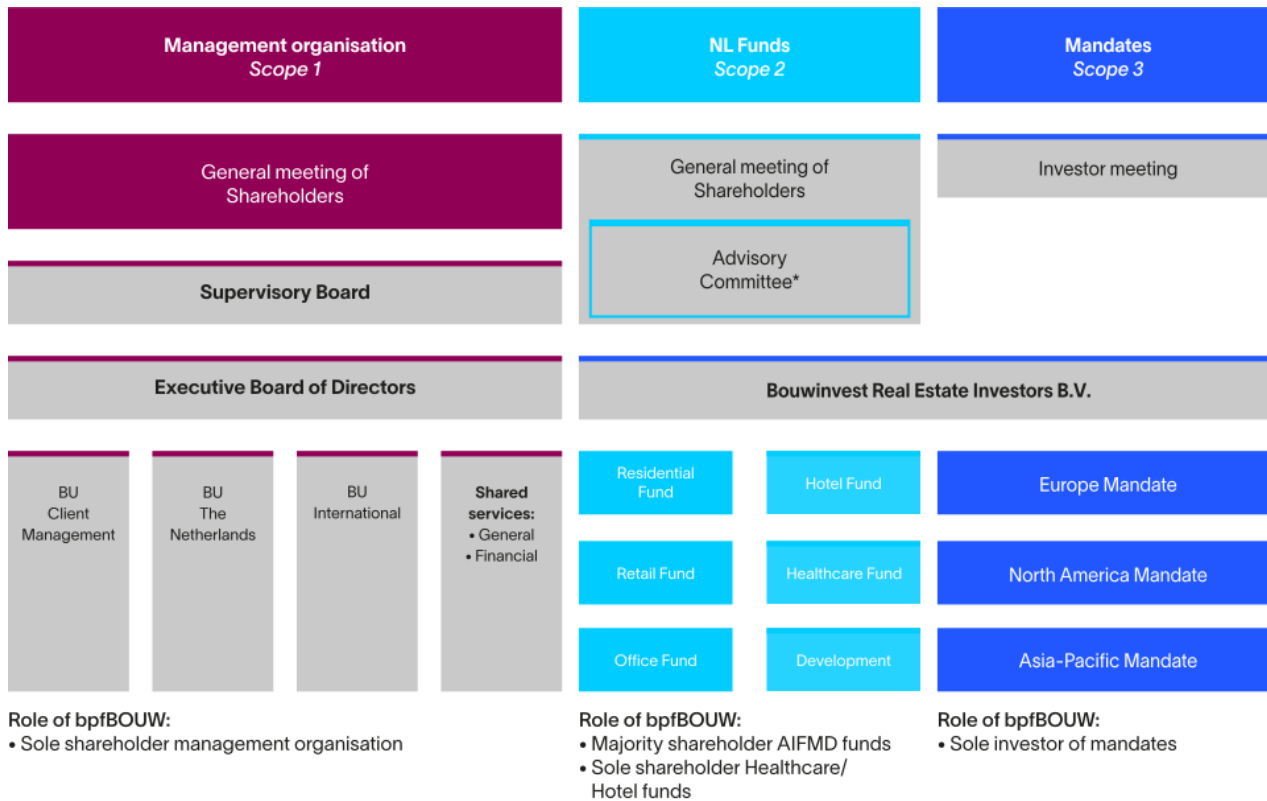 Management organisation
Scope 1
NL Funds
Scope 2
Mandates
Scope 3
General meeting of
Shareholders
General meeting of
Shareholders
Advisory
Committee*
Investor meeting
Supervisory Board
Executive Board of Directors
Bouwinvest Real Estate Investors B.V.
BU
Client
Management
BU
The
Netherlands
BU
International
Shared
services:
• General
• Financial
Residential
Fund
Hotel Fund
Europe Mandate
Retail Fund
Healthcare Fund
North America Mandate
Office Fund
Development
Asia-Pacific Mandate
Role of bpfBOUW:
• Sole shareholder management organisation
Role of bpfBOUW:
• Majority shareholder AIFMD funds
• Sole shareholder Healthcare/
Hotel funds
Role of bpfBOUW:
• Sole investor of mandates